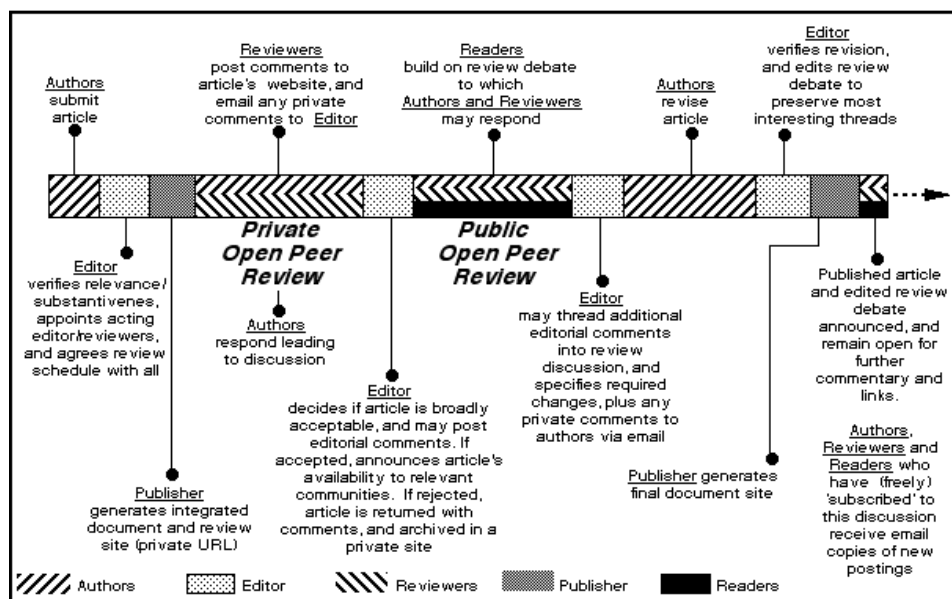 Authors
submit
article
Reviewers
post comments to
article's website, and
email any private
comments to Editor
Readers
build on review debate
to which
Authors and Reviewers
may respond
Authors
revise
article
Editor
verifies revision,
and edits review
debate to
preserve most
interesting threads
Private
Open Peer
Review
Public
Open Peer
Review
Editor
verifies relevance/
substantivenes,
appoints acting
editor/reviewers,
and agrees review
schedule with all
Authors
respond leading
to discussion
Editor
may thread additional
editorial comments
into review
discussion, and
specifies required
changes, plus any
private comments to
authors via email
Published article
and edited review
debate
announced, and
remain open for
further
commentary and
links.
Editor
decides if article is broadly
acceptable, and may post
editorial comments. If
accepted, announces article's
availability to relevant
communities. If rejected,
article is returned with
comments, and archived in a
private site
Publisher
generates integrated
document and review
site (private URL)
Publisher generates
final document site
Authors,
Reviewers and
Readers who
have (freely)
'subscribed' to
this discussion
receive email
copies of new
postings
Authors
Editor
Reviewers
Publisher
Readers